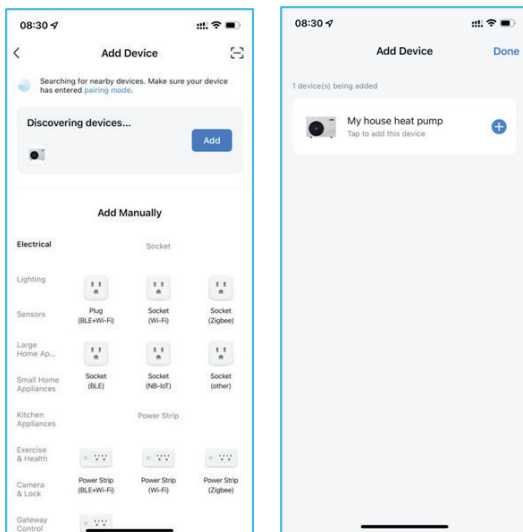 08:30
Add Device
Searching for nearby devices. Make sure your device
has entered pairing mode.
Discovering devices...
Add
Add Manually
Electrical
Socket
Lighting
Plug
(BLE+Wi-Fi)
Socket
(Wi-Fi)
Socket
(Zigbee)
Sensors
Large
Home Ap...
Socket
(BLE)
Socket
(NB-IoT)
Socket
(other)
Small Home
Appliances
Kitchen
Appliances
Power Strip
Exercise
& Health
Power Strip
(BLE+Wi-Fi)
Power Strip
(Wi-Fi)
Power Strip
(Zigbee)
Camera
& Lock
Gateway
Control
08:30
Add Device
Done
1 device(s) being added
My house heat pump
Tap to add this device